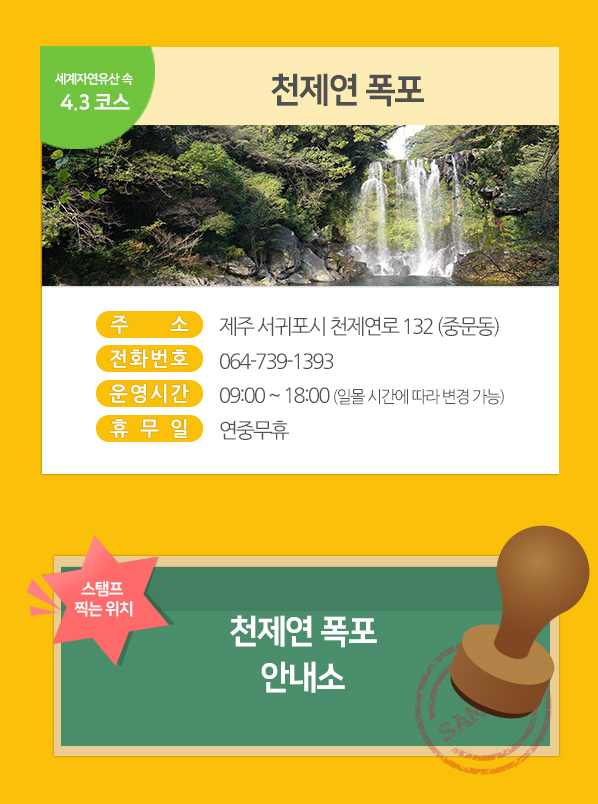 세계자연유산 속
4.3 코스
천제연 폭포
주 소 제주 서귀포시 천제연로 132 (중문동)
전화번호 064-739-1393
운영시간 09:00 ~ 18:00 (일몰 시간에 따라 변경 가능)
휴 무 일 연중무휴
스탬프
찍는 위치
천제연 폭포
안내소